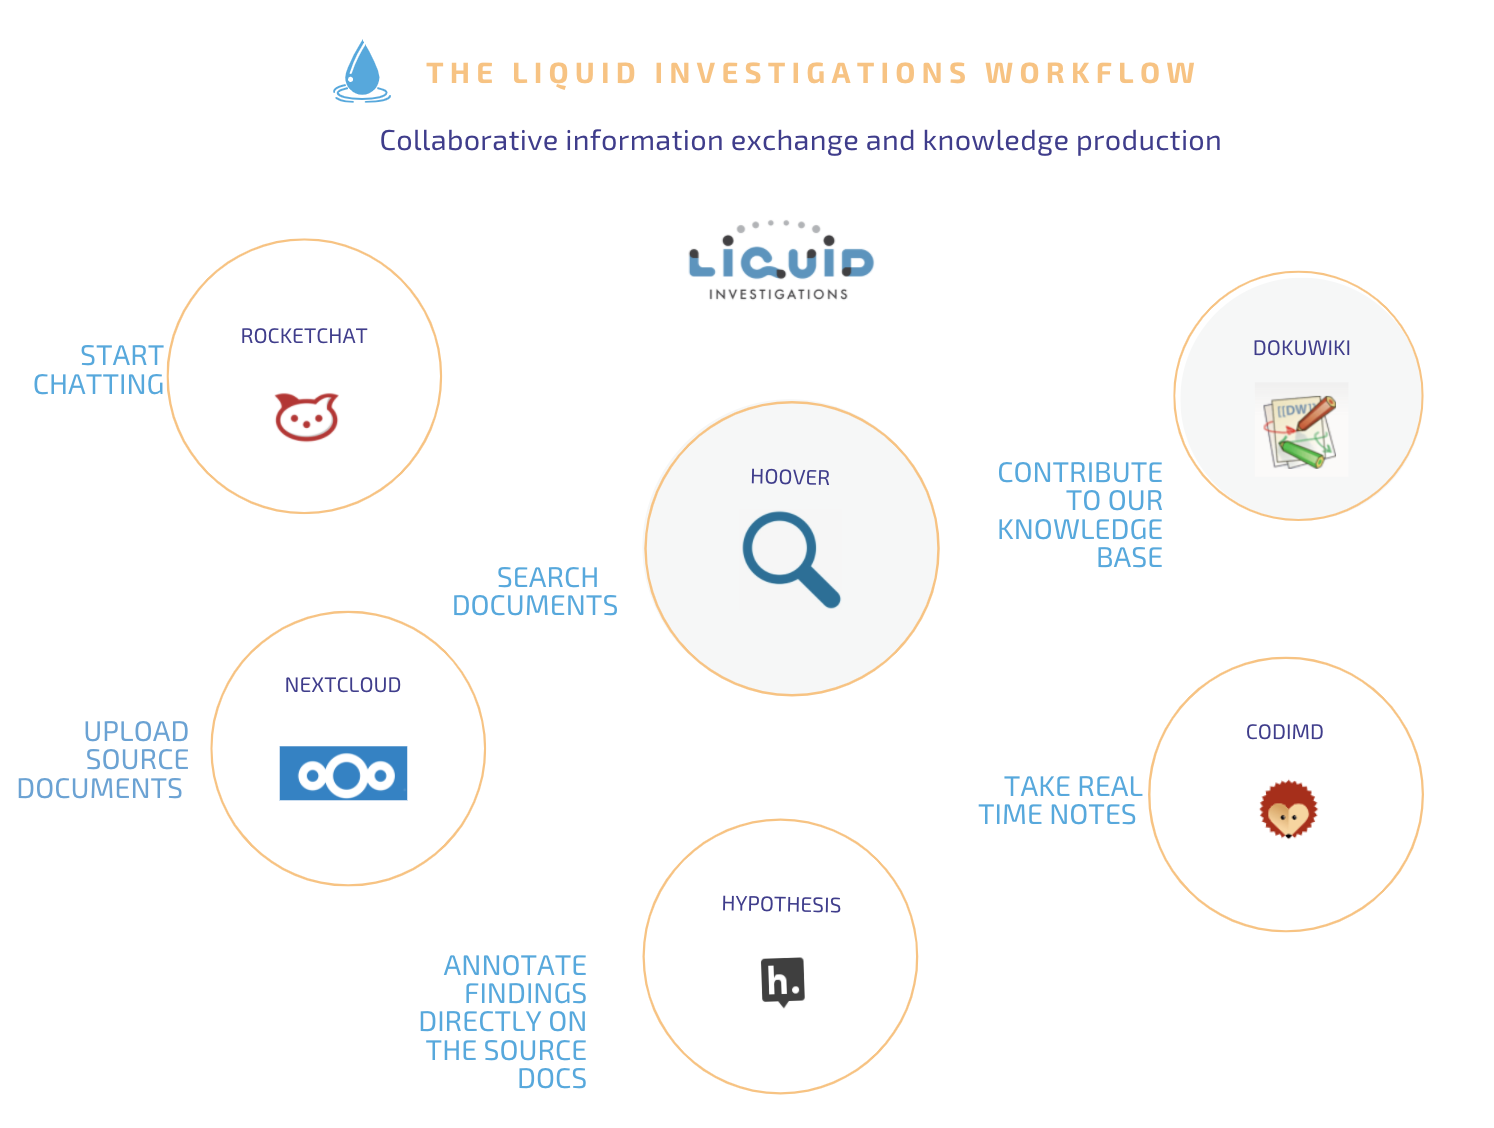 THE LIQUID INVESTIGATIONS WORKFLOW
Collaborative information exchange and knowledge production
LIQUID
INVESTIGATIONS
START
CHATTING
ROCKETCHAT
UPLOAD
SOURCE
DOCUMENTS
NEXTCLOUD
SEARCH
DOCUMENTS
HOOVER
ANNOTATE
FINDINGS
DIRECTLY ON
THE SOURCE
DOCS
HYPOTHESIS
h.
CONTRIBUTE
TO OUR
KNOWLEDGE
BASE
DOKUWIKI
[[DW]]
TAKE REAL
TIME NOTES
CODIMD